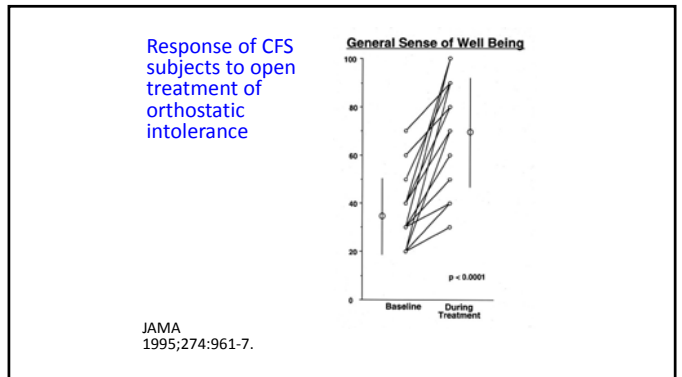 Response of CFS
subjects to open
treatment of
orthostatic
intolerance
General Sense of Well Being
100
80
60
40
20
0
p < 0.0001
Baseline
During
Treatment
JAMA
1995;274:961-7.